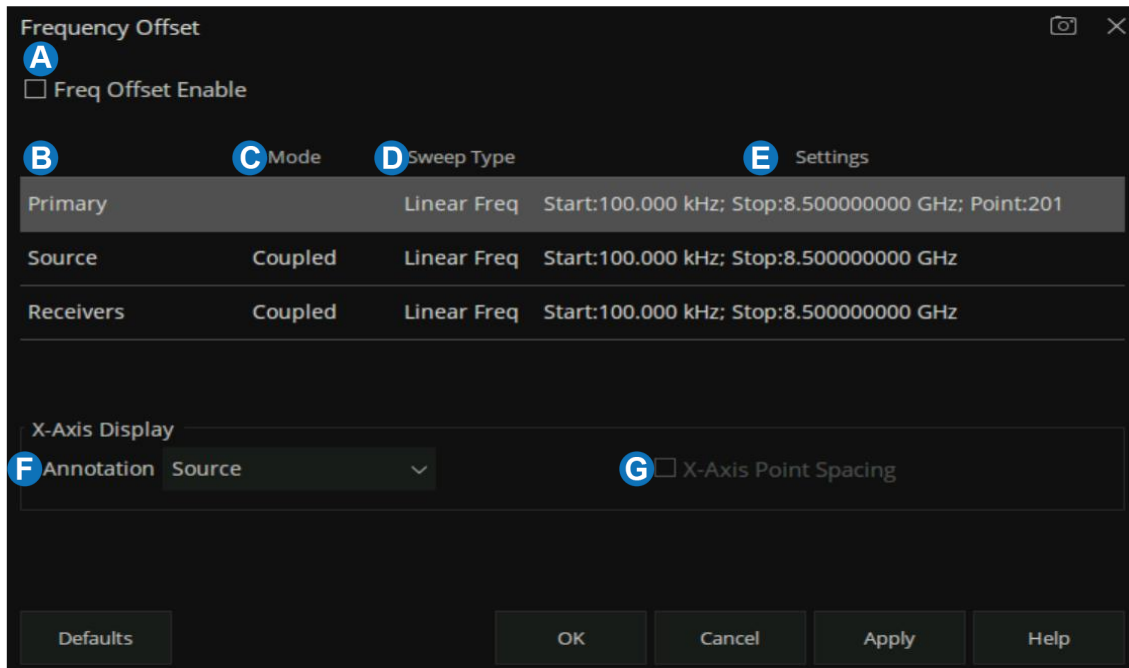 Frequency Offset
A
Freq Offset Enable
B C Mode D Sweep Type E Settings
Primary Linear Freq Start:100.000 kHz; Stop:8.500000000 GHz; Point:201
Source Coupled Linear Freq Start:100.000 kHz; Stop:8.500000000 GHz
Receivers Coupled Linear Freq Start:100.000 kHz; Stop:8.500000000 GHz
X-Axis Display
F Annotation Source G X-Axis Point Spacing
Defaults OK Cancel Apply Help